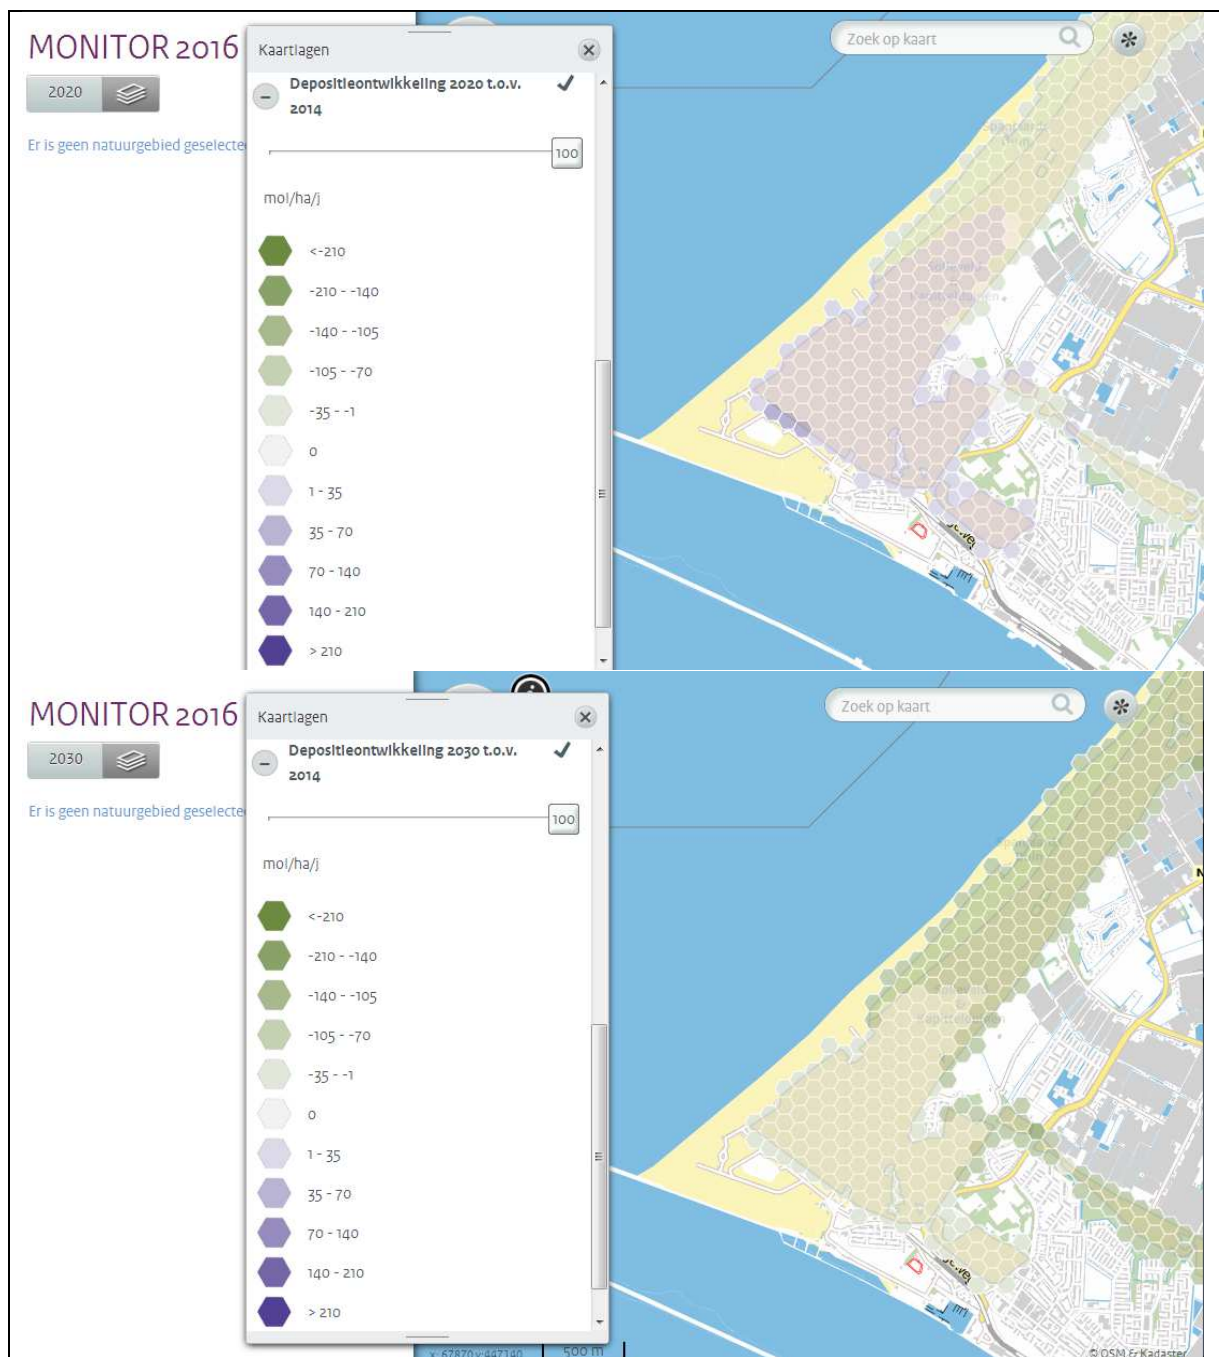 MONITOR 2016
2020
Er is geen natuurgebied geselecte
Kaartlagen
Depositieontwikkeling 2020 t.o.v.
2014
100
mol/ha/j
<-210
-210 - -140
-140 - -105
-105 - -70
-35 - -1
0
1 - 35
35 - 70
70 - 140
140 - 210
> 210
Zoek op kaart
MONITOR 2016
2030
Er is geen natuurgebied geselecte
Kaartlagen
Depositieontwikkeling 2030 t.o.v.
2014
100
mol/ha/j
<-210
-210 - -140
-140 - -105
-105 - -70
-35 - -1
0
1 - 35
35 - 70
70 - 140
140 - 210
> 210
Zoek op kaart
Kapittelduinen
x: 67870 y:447140
500 m
© OSM & Kadaster